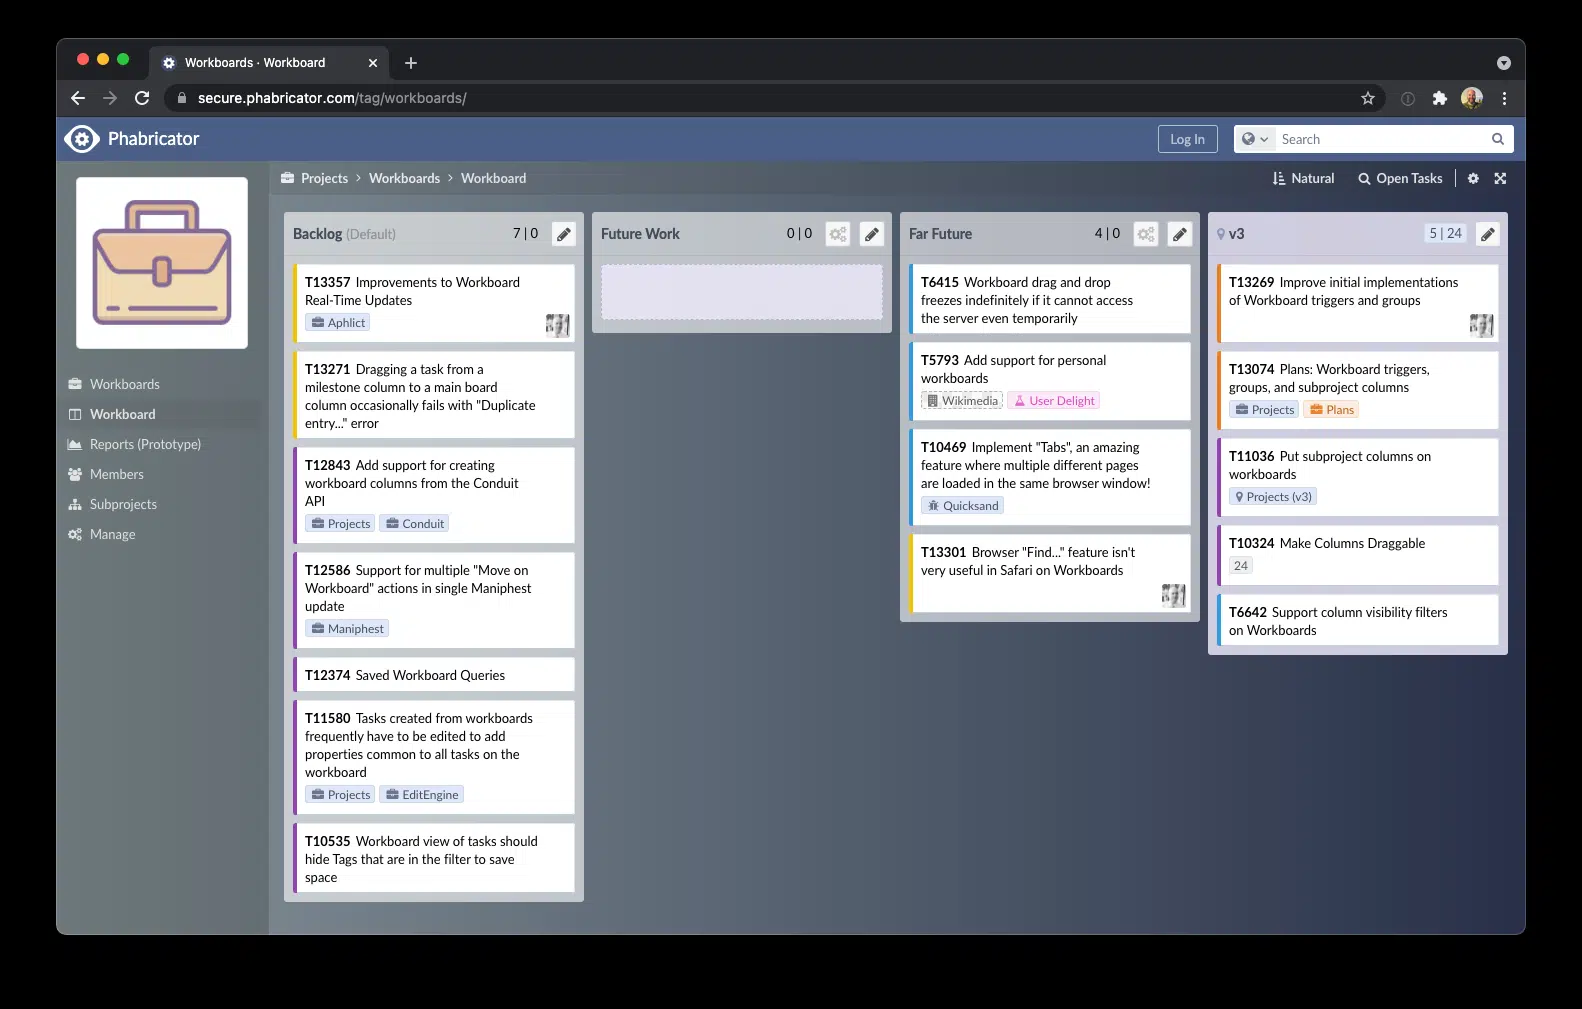 Workboards · Workboard
secure.phabricator.com/tag/workboards/
Phabricator
Log In
Search
Projects > Workboards > Workboard
Natural
Open Tasks
Workboards
Workboard
Reports (Prototype)
Members
Subprojects
Manage
Backlog (Default) 7 | 0
T13357 Improvements to Workboard
Real-Time Updates
Aphlict
T13271 Dragging a task from a
milestone column to a main board
column occasionally fails with "Duplicate
entry..." error
T12843 Add support for creating
workboard columns from the Conduit
API
Projects Conduit
T12586 Support for multiple "Move on
Workboard" actions in single Maniphest
update
Maniphest
T12374 Saved Workboard Queries
T11580 Tasks created from workboards
frequently have to be edited to add
properties common to all tasks on the
workboard
Projects EditEngine
T10535 Workboard view of tasks should
hide Tags that are in the filter to save
space
Future Work 0 | 0
Far Future 4 | 0
T6415 Workboard drag and drop
freezes indefinitely if it cannot access
the server even temporarily
T5793 Add support for personal
workboards
Wikimedia User Delight
T10469 Implement "Tabs", an amazing
feature where multiple different pages
are loaded in the same browser window!
Quicksand
T13301 Browser "Find..." feature isn't
very useful in Safari on Workboards
v3 5 | 24
T13269 Improve initial implementations
of Workboard triggers and groups
T13074 Plans: Workboard triggers,
groups, and subproject columns
Projects Plans
T11036 Put subproject columns on
workboards
Projects (v3)
T10324 Make Columns Draggable
24
T6642 Support column visibility filters
on Workboards